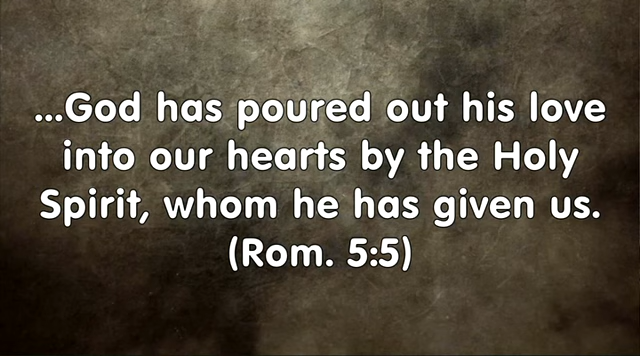 ...God has poured out his love
into our hearts by the Holy
Spirit, whom he has given us.
(Rom. 5:5)